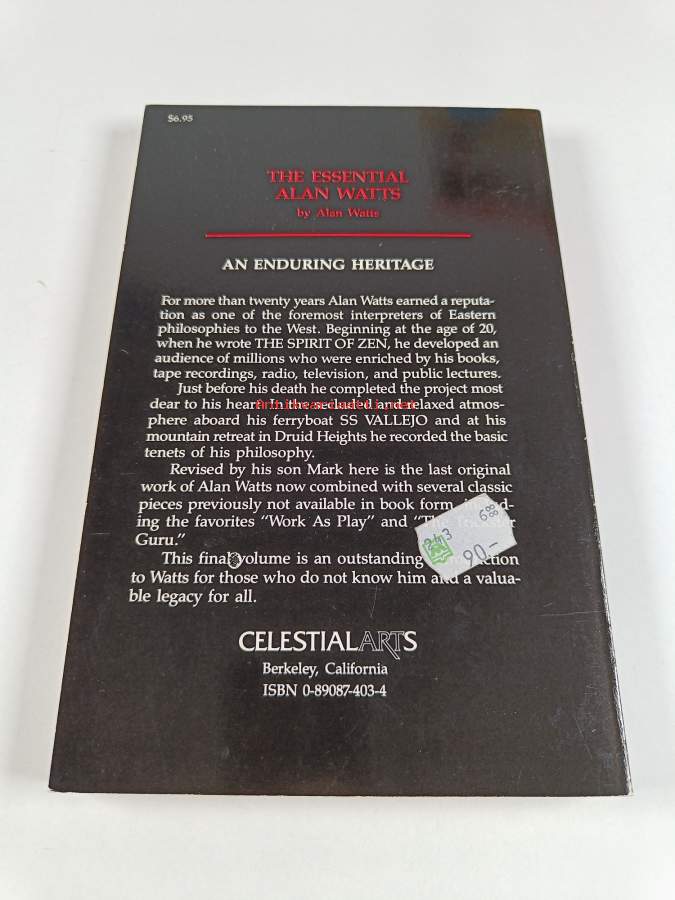 $6.95
THE ESSENTIAL
ALAN WATTS
by Alan Watts
AN ENDURING HERITAGE
For more than twenty years Alan Watts earned a reputa-
tion as one of the foremost interpreters of Eastern
philosophies to the West. Beginning at the age of 20,
when he wrote THE SPIRIT OF ZEN, he developed an
audience of millions who were enriched by his books,
tape recordings, radio, television, and public lectures.
Just before his death he completed the project most
dear to his heart. In the secluded and relaxed atmos-
phere aboard his ferryboat SS VALLEJO and at his
mountain retreat in Druid Heights he recorded the basic
tenets of his philosophy.
Revised by his son Mark here is the last original
work of Alan Watts now combined with several classic
pieces previously not available in book form,
ing the favorites "Work As Play" and "The Trickster
Guru."
This final volume is an outstanding
to Watts for those who do not know him and a valua-
ble legacy for all.
90-
CELESTIALARTS
Berkeley, California
ISBN 0-89087-403-4